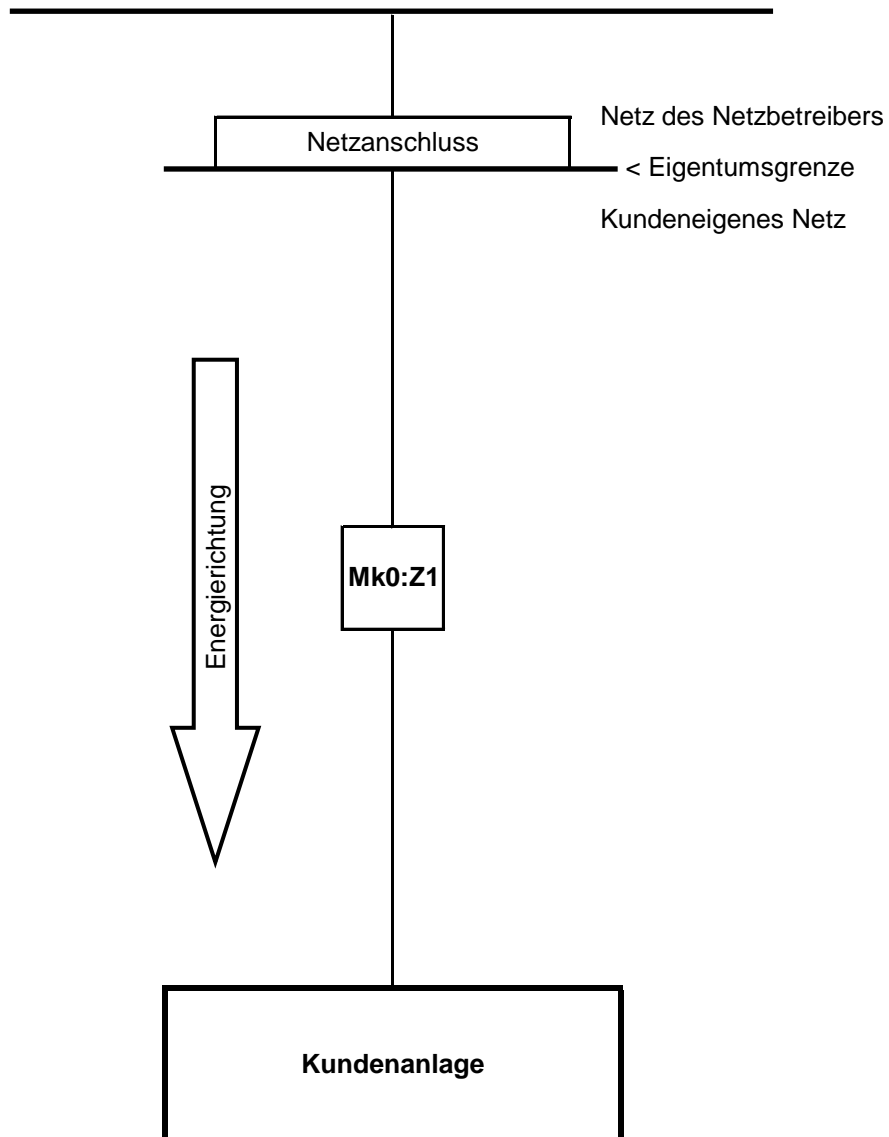 Netz des Netzbetreibers
Netzanschluss
< Eigentumsgrenze
Kundeneigenes Netz
Energierichtung
Mk0:Z1
Kundenanlage